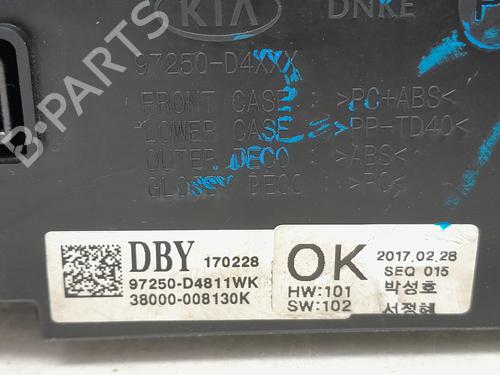 KIA DNKE P
97250-D4XXX
FRONT CASE >PC+ABS<
LOWER CASE >PP-TD40<
OUTER DECO >ABS<
GLOSSY DECO >PC<
DBY 170228
97250-D4811WK
38000-008130K
OK
HW:101
SW:102
2017.02.28
SEQ 015
박성호
서정혜
B-PARTS